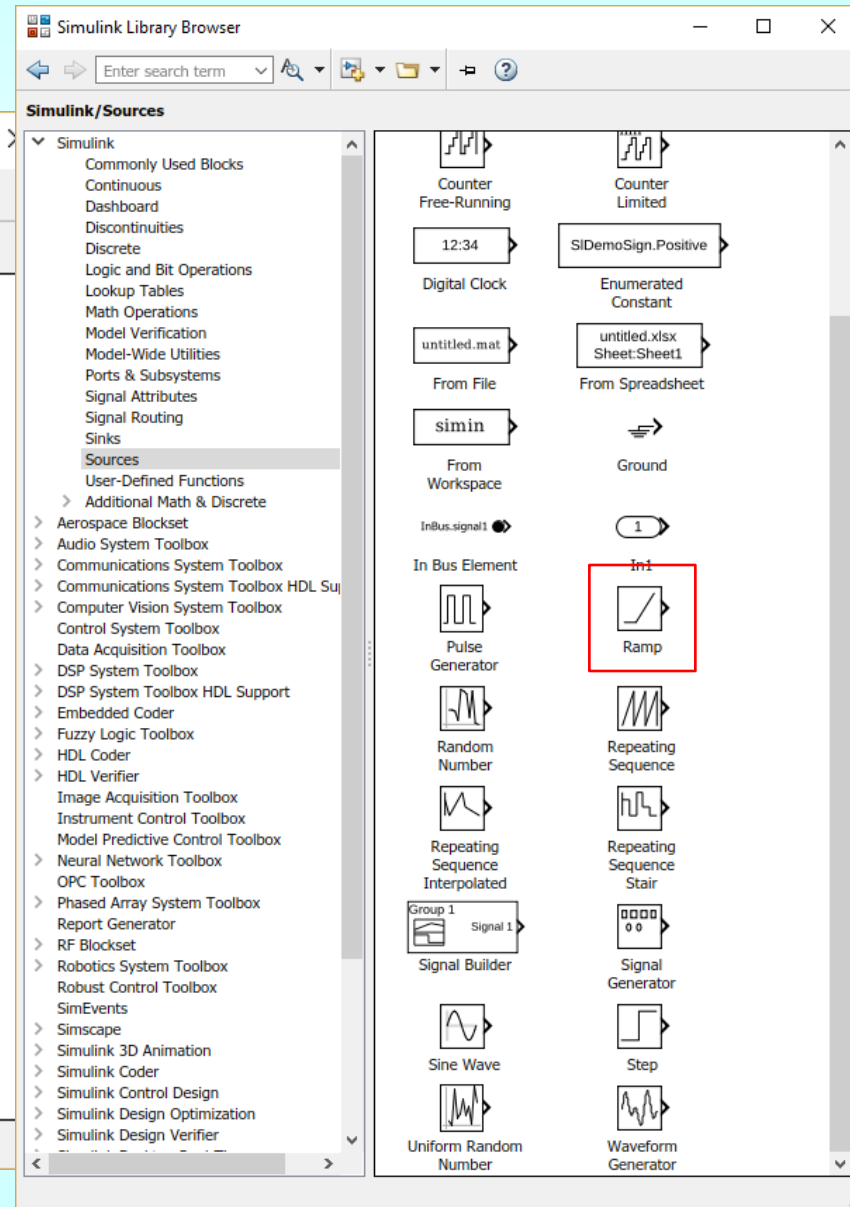 Simulink Library Browser
Enter search term
Simulink/Sources
Simulink
Commonly Used Blocks
Continuous
Dashboard
Discontinuities
Discrete
Logic and Bit Operations
Lookup Tables
Math Operations
Model Verification
Model-Wide Utilities
Ports & Subsystems
Signal Attributes
Signal Routing
Sinks
Sources
User-Defined Functions
Additional Math & Discrete
Aerospace Blockset
Audio System Toolbox
Communications System Toolbox
Communications System Toolbox HDL Su
Computer Vision System Toolbox
Control System Toolbox
Data Acquisition Toolbox
DSP System Toolbox
DSP System Toolbox HDL Support
Embedded Coder
Fuzzy Logic Toolbox
HDL Coder
HDL Verifier
Image Acquisition Toolbox
Instrument Control Toolbox
Model Predictive Control Toolbox
Neural Network Toolbox
OPC Toolbox
Phased Array System Toolbox
Report Generator
RF Blockset
Robotics System Toolbox
Robust Control Toolbox
SimEvents
Simscape
Simulink 3D Animation
Simulink Coder
Simulink Control Design
Simulink Design Optimization
Simulink Design Verifier
Counter
Free-Running
Counter
Limited
12:34
Digital Clock
SlDemoSign.Positive
Enumerated
Constant
untitled.mat
From File
untitled.xlsx
Sheet:Sheet1
From Spreadsheet
simin
From
Workspace
Ground
InBus.signal1
In Bus Element
1
In1
Pulse
Generator
Ramp
Random
Number
Repeating
Sequence
Repeating
Sequence
Interpolated
Repeating
Sequence
Stair
Group 1
Signal 1
Signal Builder
Signal
Generator
Sine Wave
Step
Uniform Random
Number
Waveform
Generator